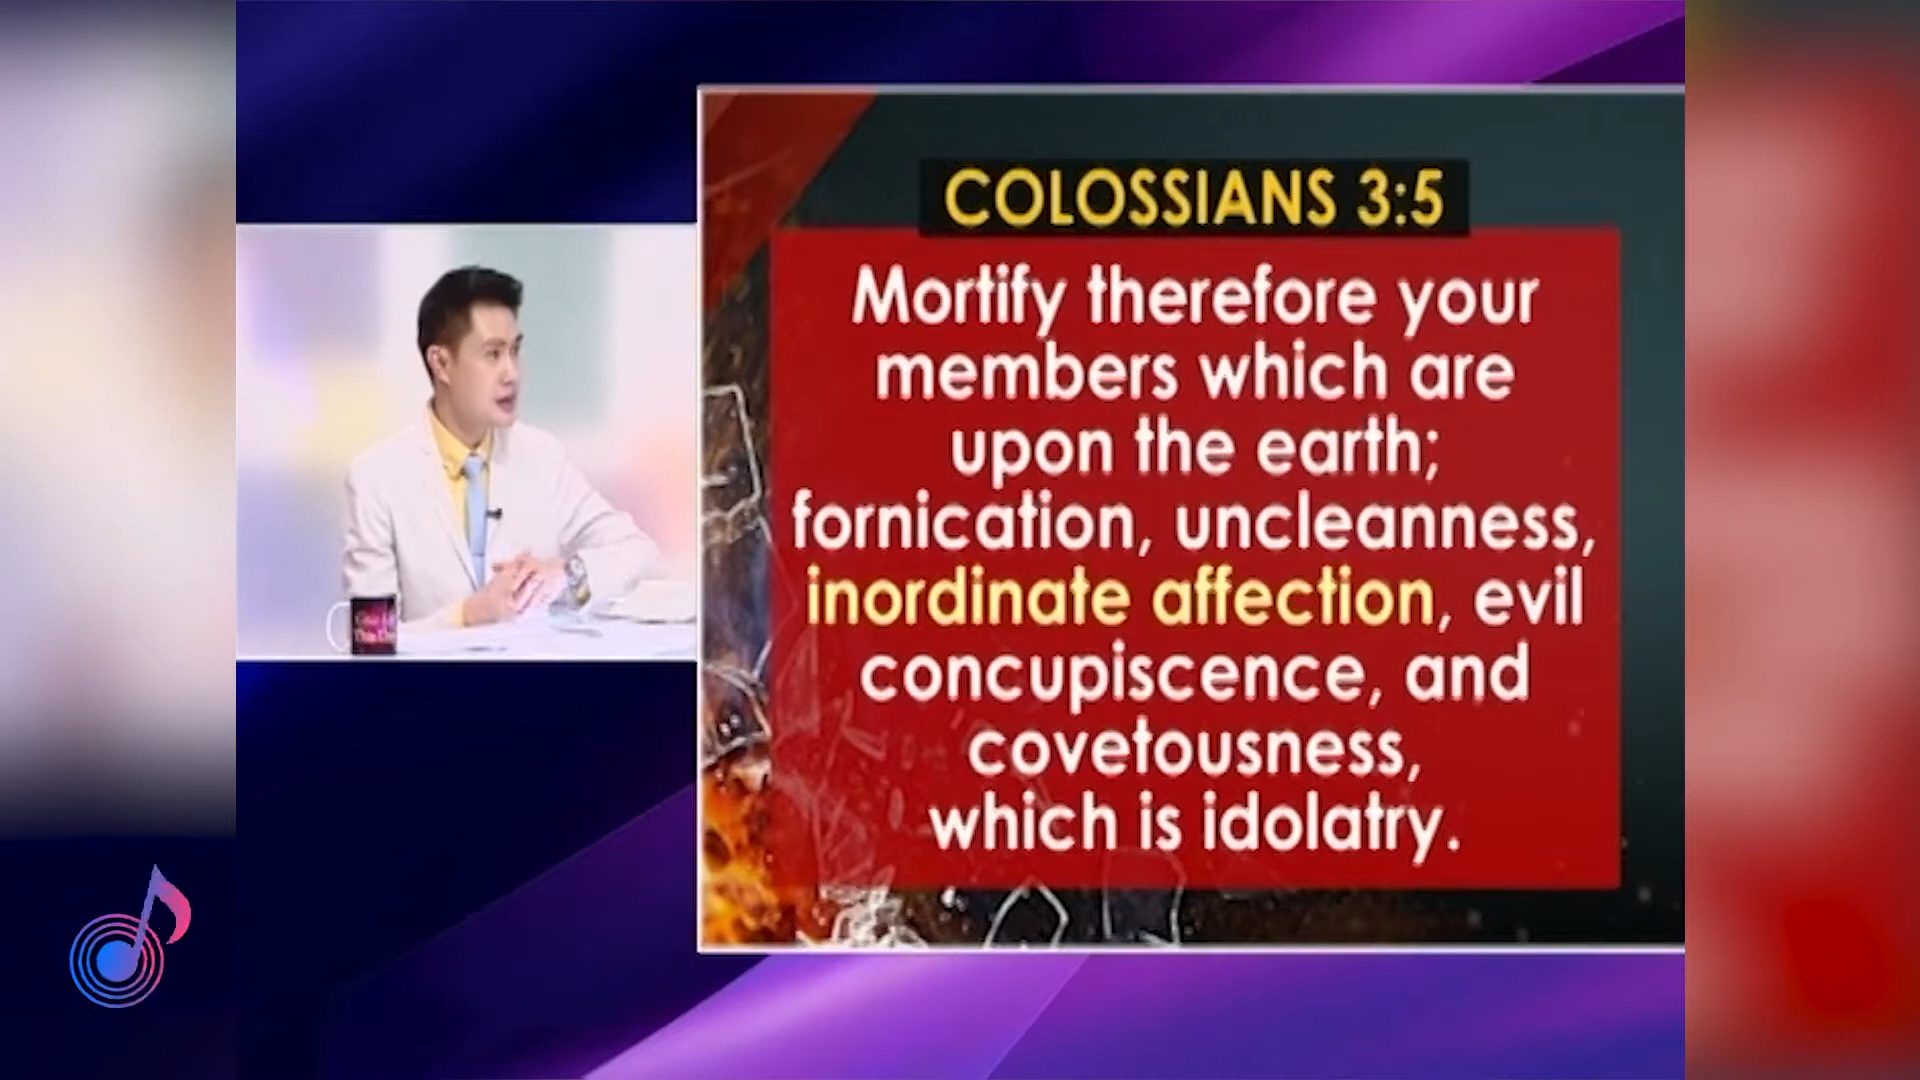 COLOSSIANS 3:5
Mortify therefore your
members which are
upon the earth;
fornication, uncleanness,
inordinate affection, evil
concupiscence, and
covetousness,
which is idolatry.